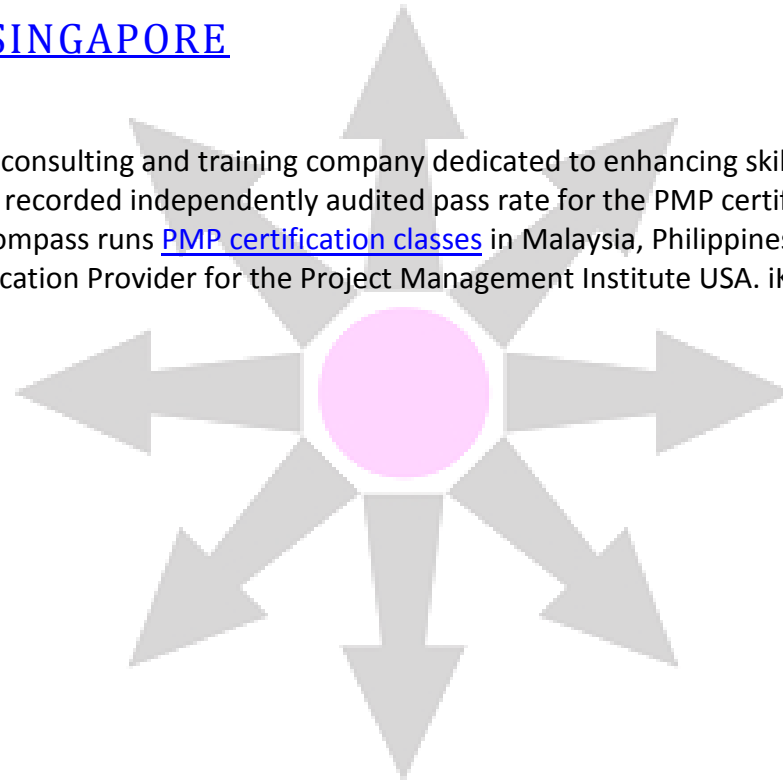 SINGAPORE
consulting and training company dedicated to enhancing skil
recorded independently audited pass rate for the PMP certif
ompass runs PMP certification classes in Malaysia, Philippines
cation Provider for the Project Management Institute USA. iK